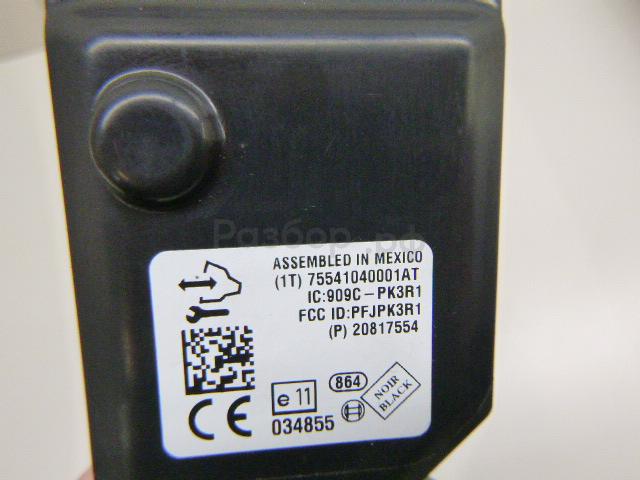 Разбор.рф
ASSEMBLED IN MEXICO
(1T) 75541040001AT
IC:909C-PK3R1
FCC ID:PFJPK3R1
(P) 20817554
CE
e 11
034855
864
NOIR
BLACK